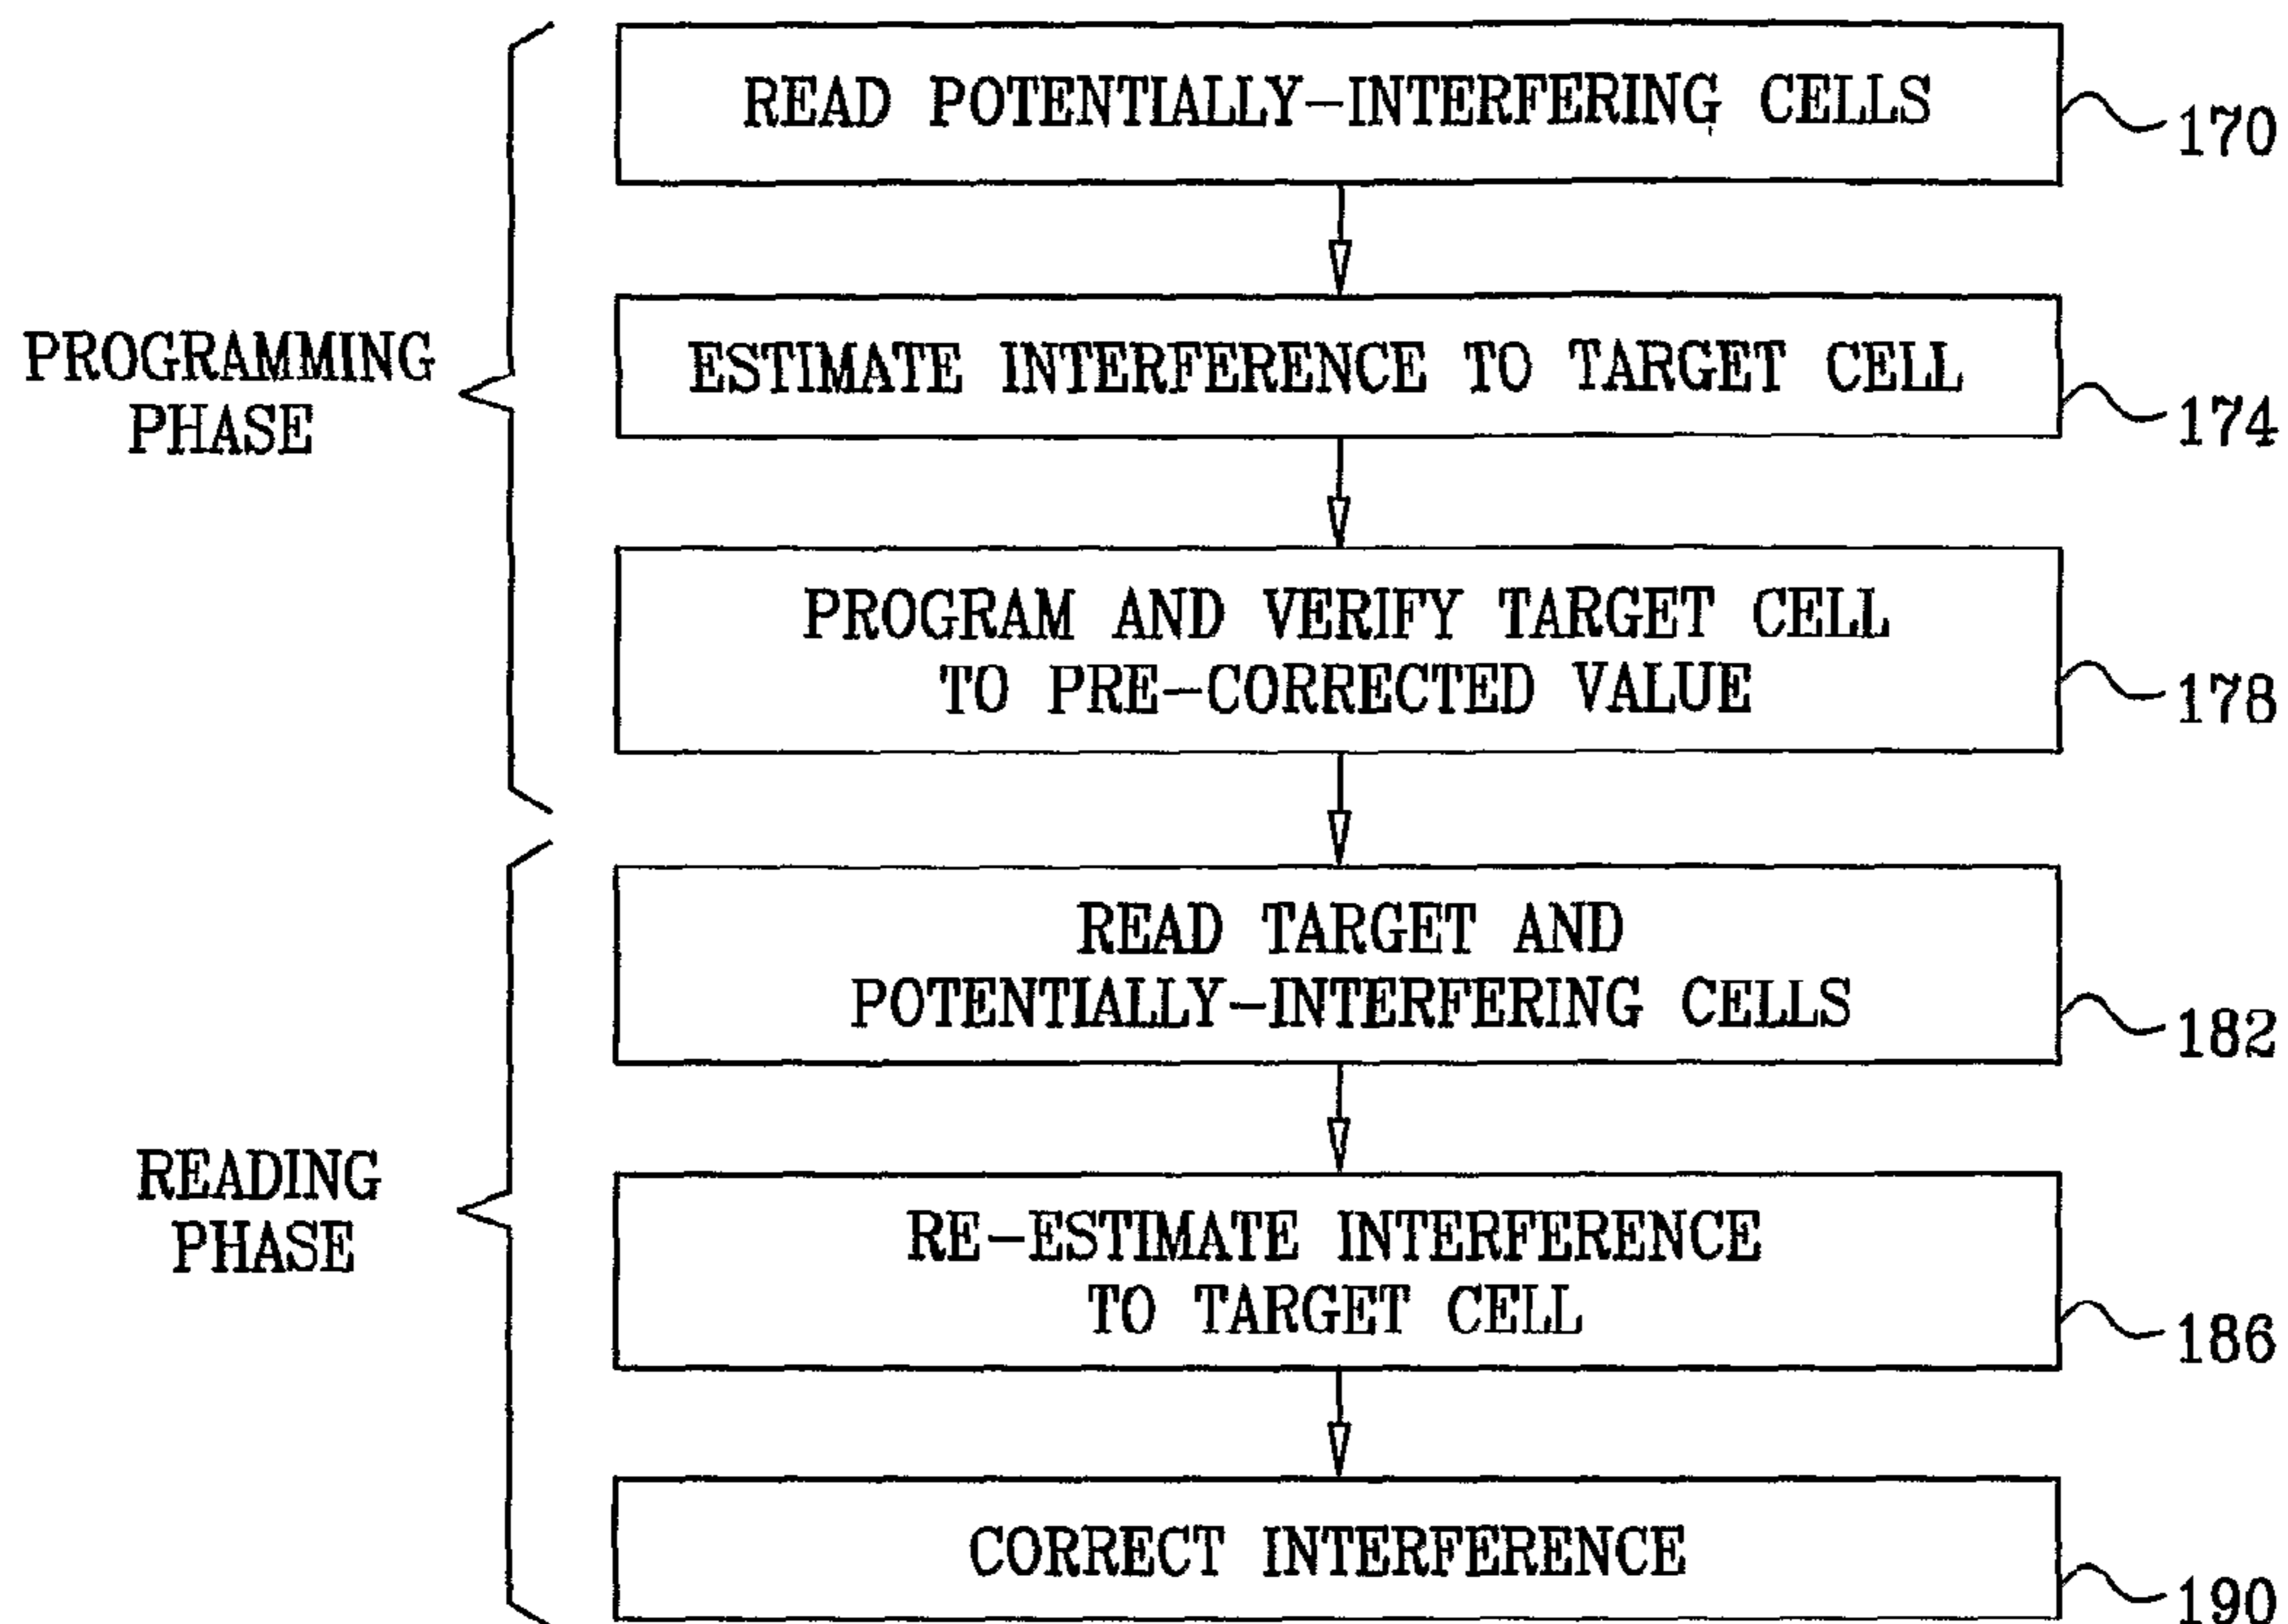 READ POTENTIALLY-INTERFERING CELLS
170
PROGRAMMING
PHASE
ESTIMATE INTERFERENCE TO TARGET CELL
174
PROGRAM AND VERIFY TARGET CELL
TO PRE-CORRECTED VALUE
178
READ TARGET AND
POTENTIALLY-INTERFERING CELLS
182
READING
PHASE
RE-ESTIMATE INTERFERENCE
TO TARGET CELL
186
CORRECT INTERFERENCE
190